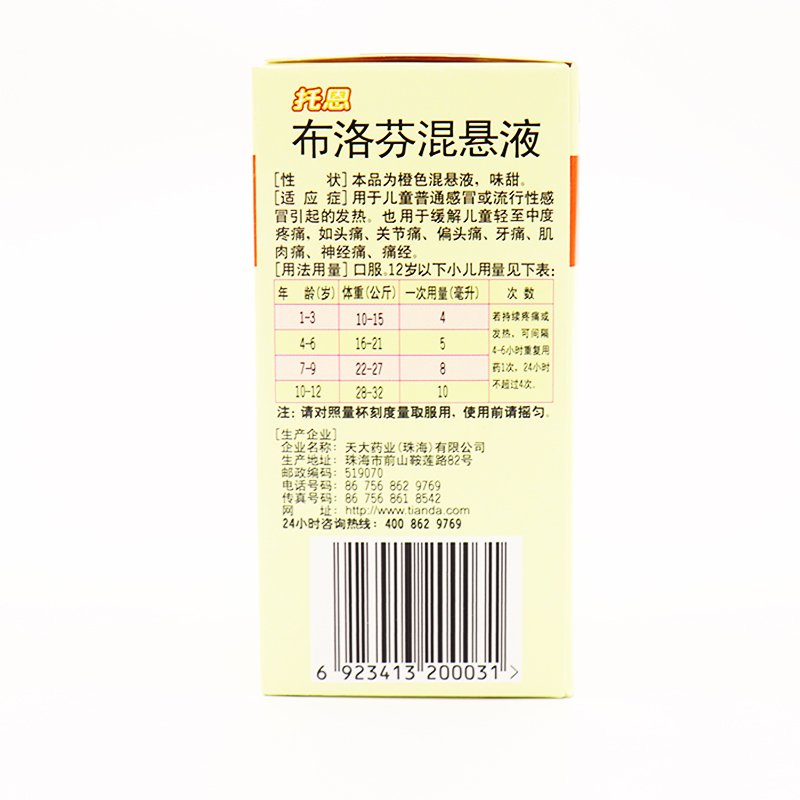 托恩
布洛芬混悬液
[性 状]本品为橙色混悬液，味甜。
[适 应 症]用于儿童普通感冒或流行性感
冒引起的发热。也用于缓解儿童轻至中度
疼痛，如头痛、关节痛、偏头痛、牙痛、肌
肉痛、神经痛、痛经。
[用法用量]口服。12岁以下小儿用量见下表:
年 龄(岁) 体重(公斤) 一次用量(毫升) 次 数
1-3 10-15 4
4-6 16-21 5
7-9 22-27 8
10-12 28-32 10
若持续疼痛或
发热，可间隔
4-6小时重复用
药1次，24小时
不超过4次。
注：请对照量杯刻度量取服用，使用前请摇匀。
[生产企业]
企业名称：天大药业(珠海)有限公司
生产地址：珠海市前山鞍莲路82号
邮政编码：519070
电话号码：86 756 862 9769
传真号码：86 756 861 8542
网 址：http://www.tianda.com
24小时咨询热线：400 862 9769
6 923413 200031 >